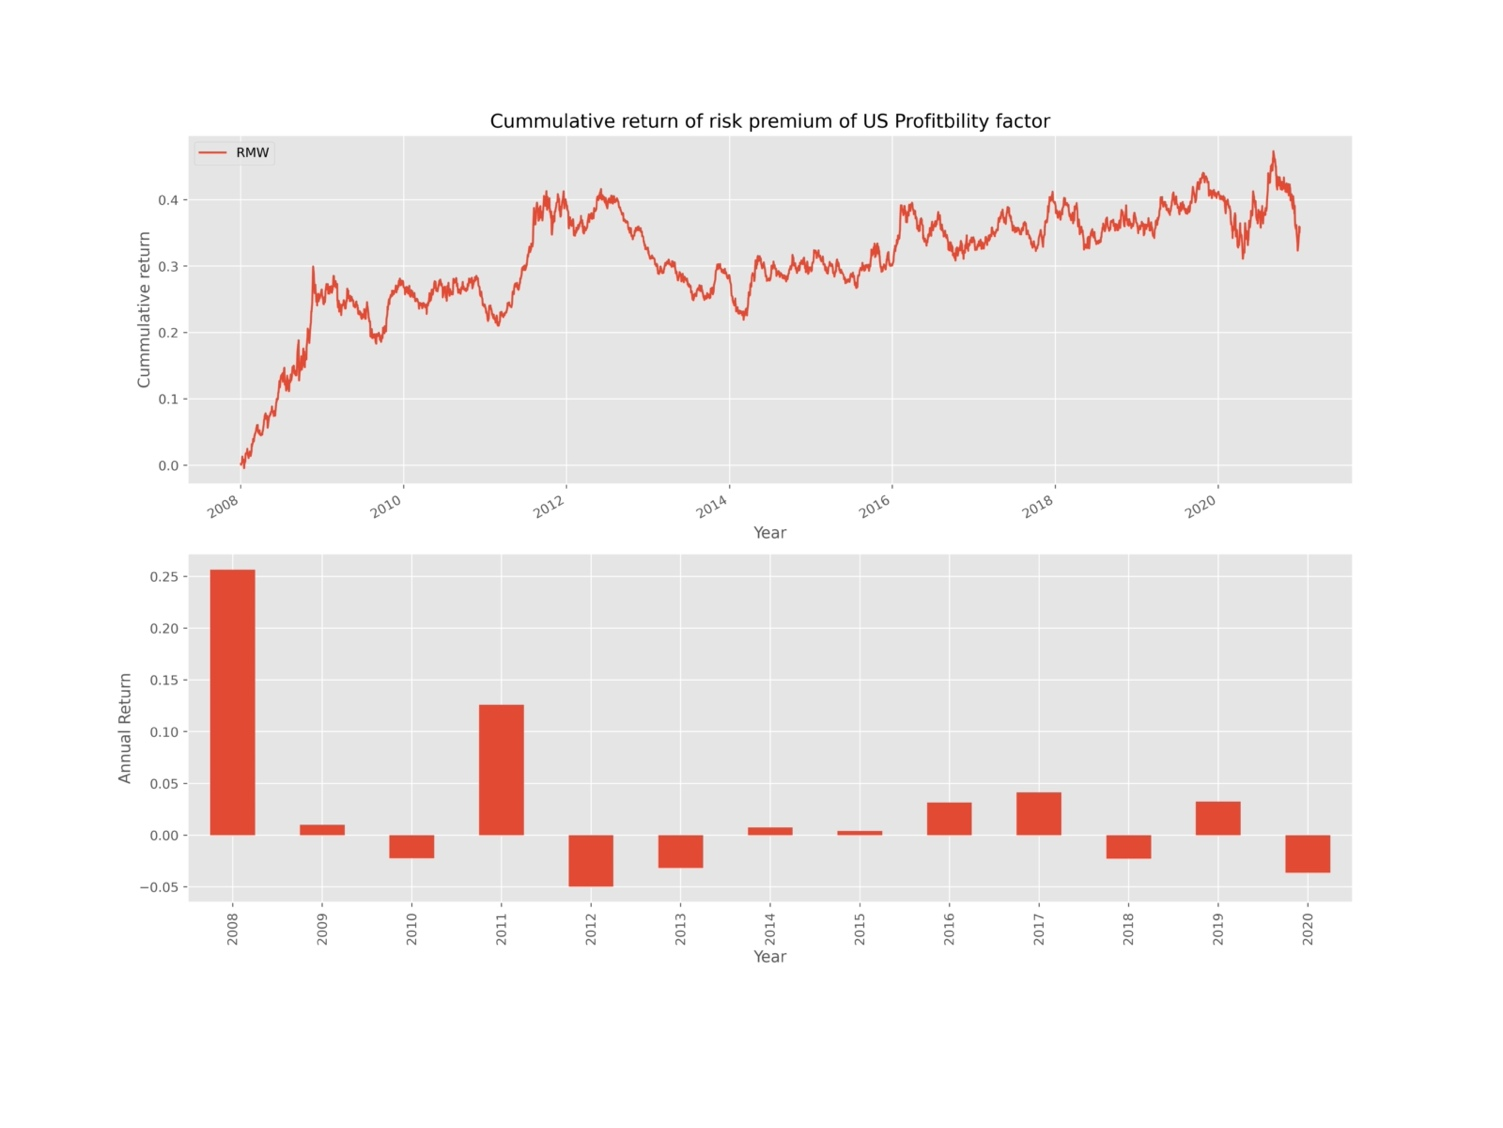 Cummulative return of risk premium of US Profitbility factor
RMW
Cummulative return
0.4
0.3
0.2
0.1
0.0
2008 2010 2012 2014 2016 2018 2020
Year
Annual Return
0.25
0.20
0.15
0.10
0.05
0.00
−0.05
2008 2009 2010 2011 2012 2013 2014 2015 2016 2017 2018 2019 2020
Year